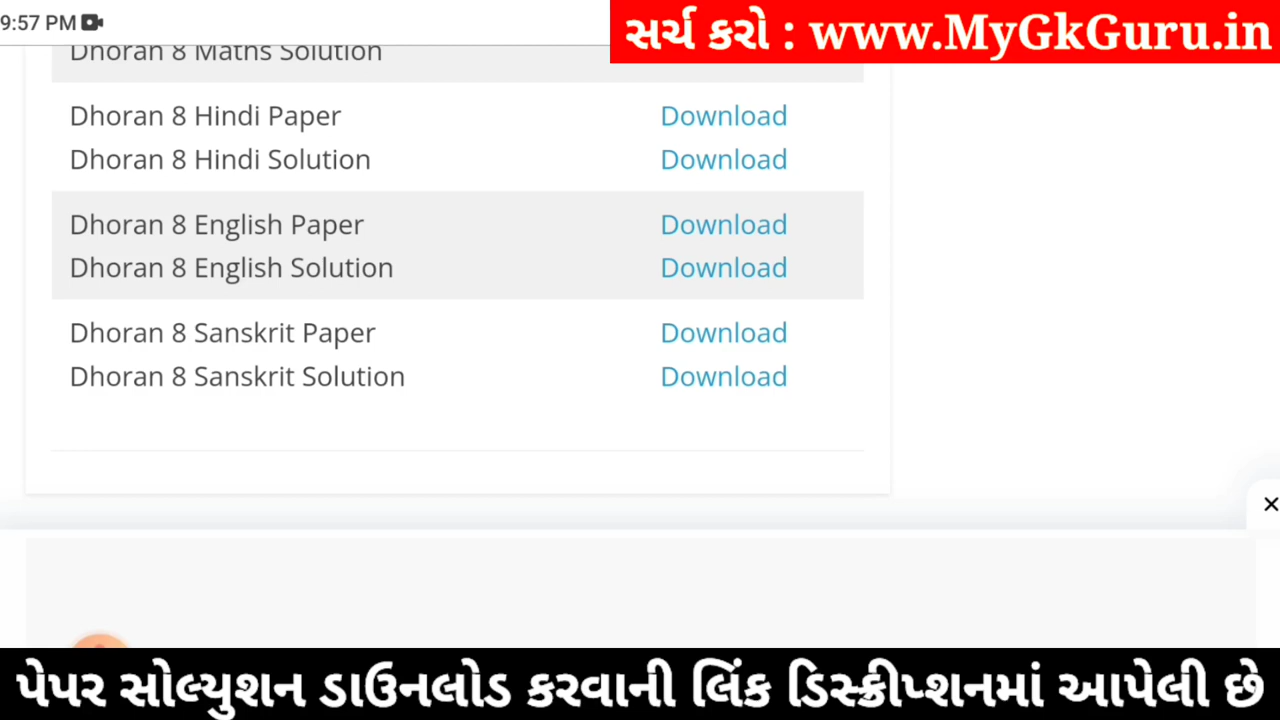 9:57 PM
સર્ચ કરો : www.MyGkGuru.in
Dhoran 8 Maths Solution
Dhoran 8 Hindi Paper Download
Dhoran 8 Hindi Solution Download
Dhoran 8 English Paper Download
Dhoran 8 English Solution Download
Dhoran 8 Sanskrit Paper Download
Dhoran 8 Sanskrit Solution Download
પેપર સોલ્યુશન ડાઉનલોડ કરવાની લિંક ડિસ્ક્રીપ્શનમાં આપેલી છે